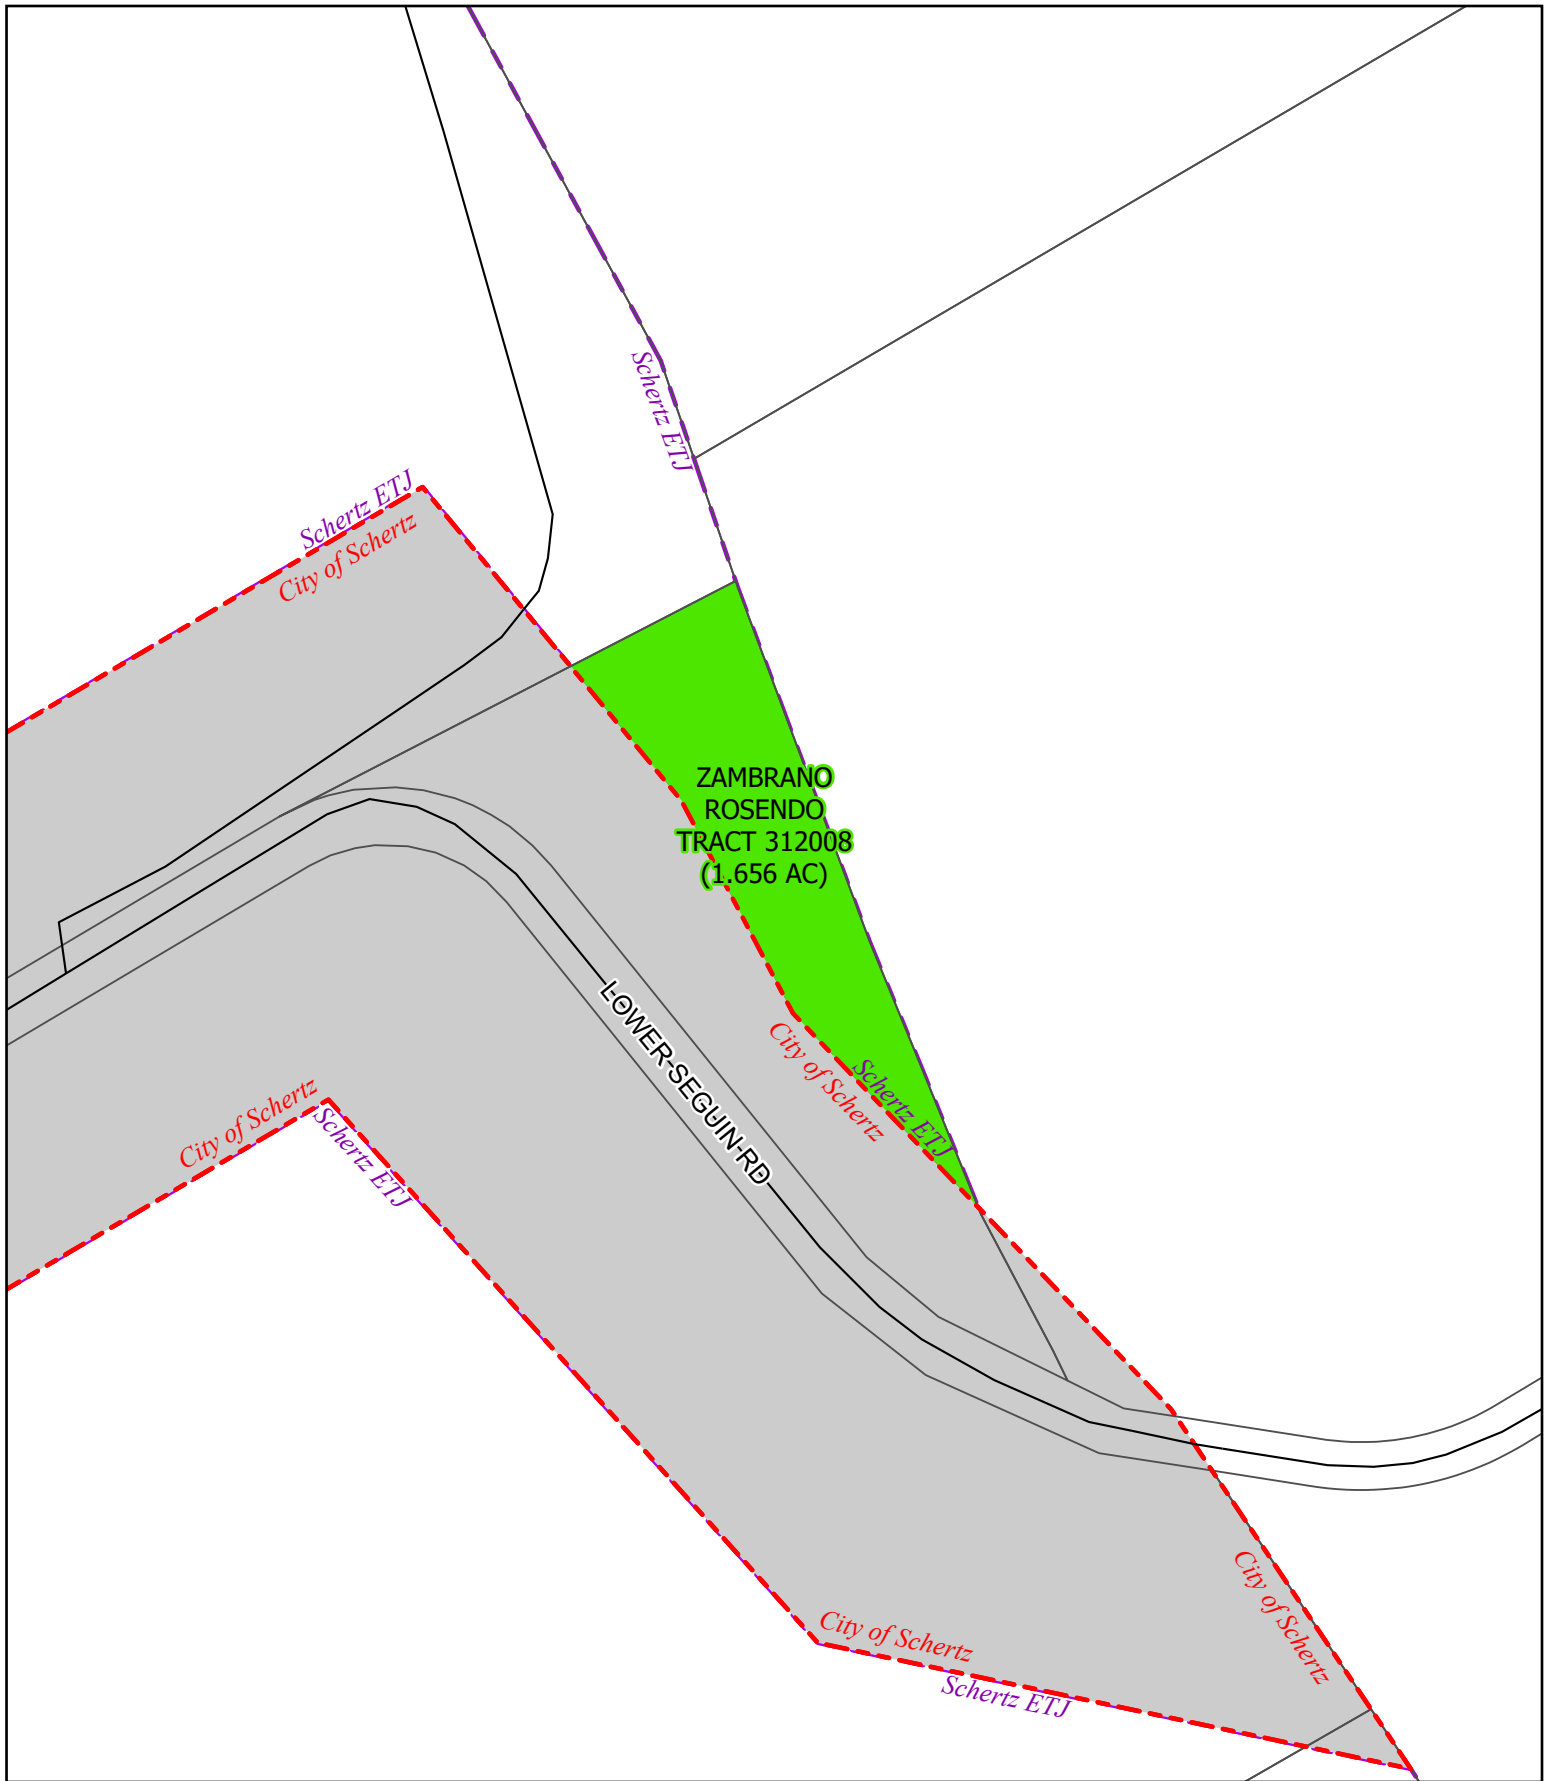 Schertz ETJ
Schertz ETJ
City of Schertz
ZAMBRANO
ROSENDO
TRACT 312008
(1.656 AC)
LOWER-SEGUIN-RD
City of Schertz
Schertz ETJ
City of Schertz
Schertz ETJ
City of Schertz
City of Schertz
Schertz ETJ